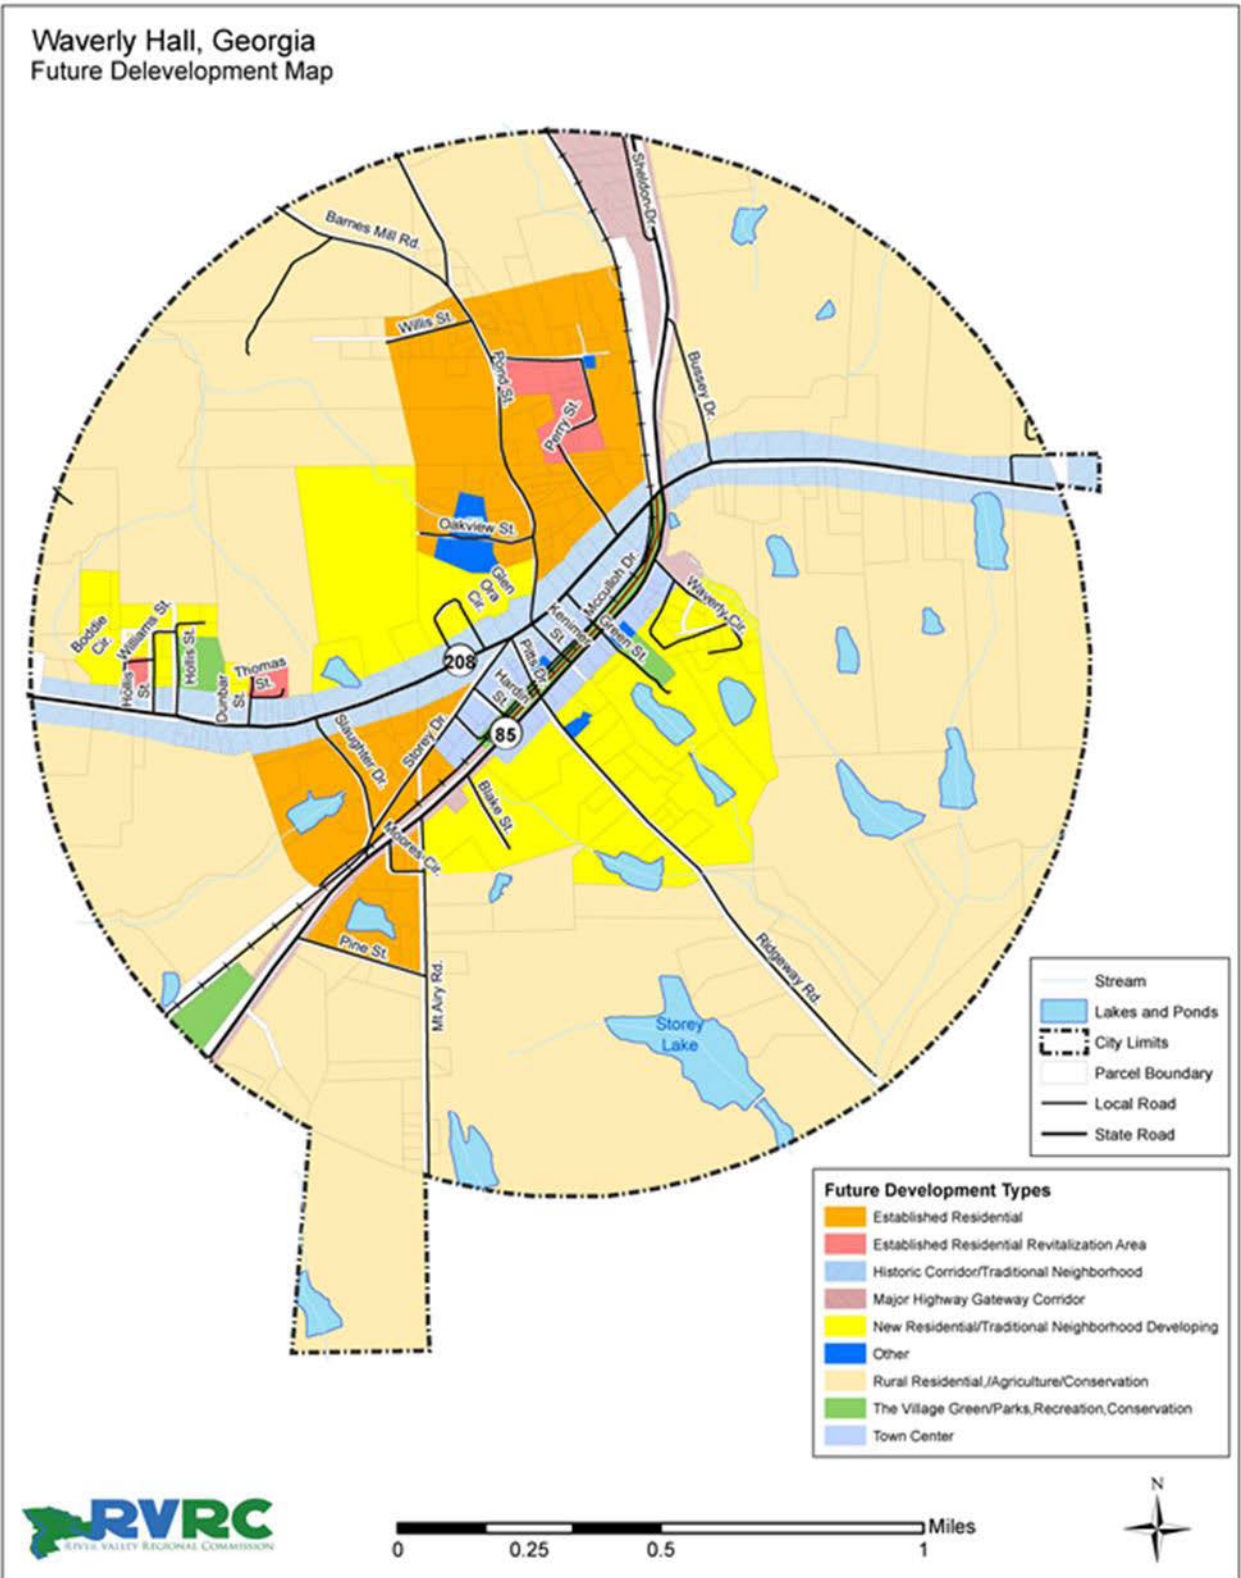 Waverly Hall, Georgia
Future Delevelopment Map
Sheldon Dr.
Barnes Mill Rd.
Willis St.
Pond St.
Bussey Dr.
Perry St.
Oakview St.
Glen
Ora
Cir.
Mcculloh Dr.
Waverly Cir.
Kenimer
St.
Green St.
Boddie
Cir.
Williams St.
Hollis St.
Hollis
St.
Dunbar
St.
Thomas
St.
208
Pitts Dr.
Hardin
St.
85
Slaughter Dr.
Storey Dr.
Blake St.
Moores Cir.
Pine St.
Mt Airy Rd.
Ridgeway Rd.
Storey
Lake
Stream
Lakes and Ponds
City Limits
Parcel Boundary
Local Road
State Road
Future Development Types
Established Residential
Established Residential Revitalization Area
Historic Corridor/Traditional Neighborhood
Major Highway Gateway Corridor
New Residential/Traditional Neighborhood Developing
Other
Rural Residential,/Agriculture/Conservation
The Village Green/Parks,Recreation,Conservation
Town Center
RVRC
RIVER VALLEY REGIONAL COMMISSION
Miles
0 0.25 0.5 1
N